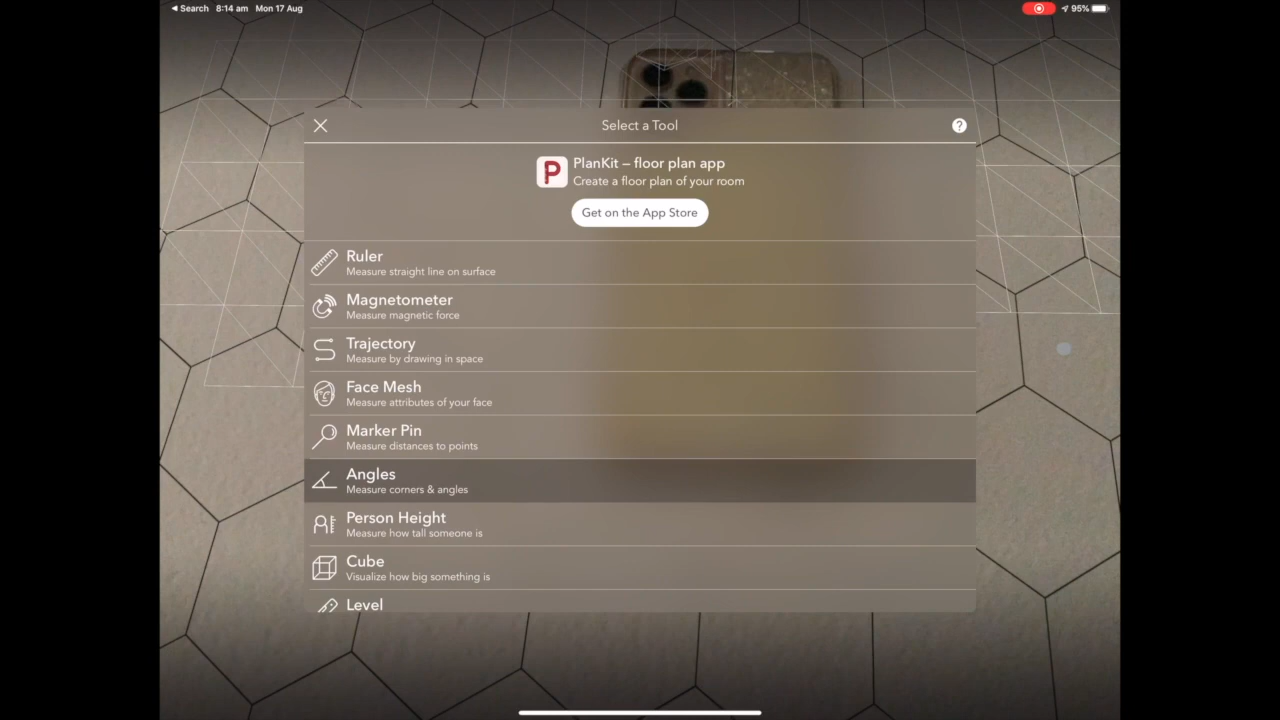 Search 8:14 am Mon 17 Aug
95%
Select a Tool
?
P
PlanKit – floor plan app
Create a floor plan of your room
Get on the App Store
Ruler
Measure straight line on surface
Magnetometer
Measure magnetic force
Trajectory
Measure by drawing in space
Face Mesh
Measure attributes of your face
Marker Pin
Measure distances to points
Angles
Measure corners & angles
Person Height
Measure how tall someone is
Cube
Visualize how big something is
Level